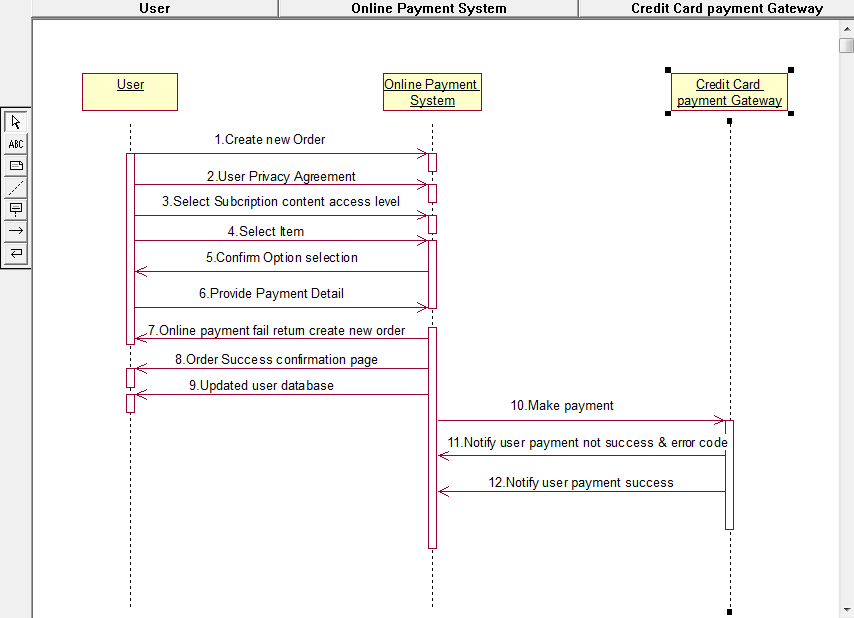 User Online Payment System Credit Card payment Gateway
User
Online Payment
System
Credit Card
payment Gateway
ABC
1.Create new Order
2.User Privacy Agreement
3.Select Subcription content access level
4.Select Item
5.Confirm Option selection
6.Provide Payment Detail
7.Online payment fail return create new order
8.Order Success confirmation page
9.Updated user database
10.Make payment
11.Notify user payment not success & error code
12.Notify user payment success